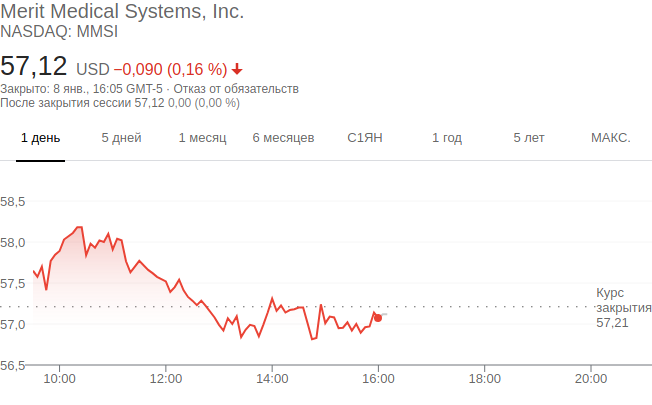 Merit Medical Systems, Inc.
NASDAQ: MMSI
57,12 USD −0,090 (0,16 %)
Закрыто: 8 янв., 16:05 GMT-5 · Отказ от обязательств
После закрытия сессии 57,12 0,00 (0,00 %)
1 день 5 дней 1 месяц 6 месяцев С1ЯН 1 год 5 лет МАКС.
58,5
58,0
57,5
Курс
закрытия
57,21
57,0
56,5
10:00 12:00 14:00 16:00 18:00 20:00